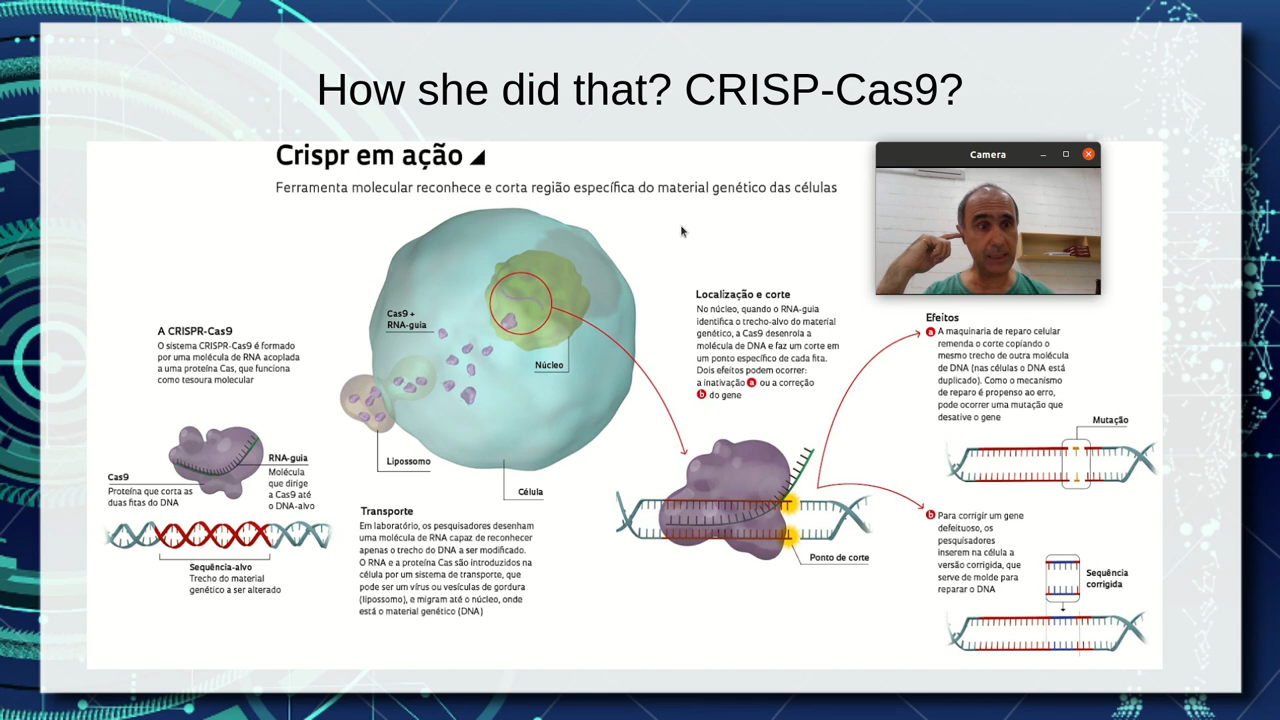 How she did that? CRISP-Cas9?
Crispr em ação
Ferramenta molecular reconhece e corta região específica do material genético das células
Camera
A CRISPR-Cas9
O sistema CRISPR-Cas9 é formado
por uma molécula de RNA acoplada
a uma proteína Cas, que funciona
como tesoura molecular
Cas9
Proteína que corta as
duas fitas do DNA
RNA-guia
Molécula
que dirige
a Cas9 até
o DNA-alvo
Sequência-alvo
Trecho do material
genético a ser alterado
Cas9 +
RNA-guia
Núcleo
Lipossomo
Célula
Transporte
Em laboratório, os pesquisadores desenham
uma molécula de RNA capaz de reconhecer
apenas o trecho do DNA a ser modificado.
O RNA e a proteína Cas são introduzidos na
célula por um sistema de transporte, que
pode ser um vírus ou vesículas de gordura
(lipossomo), e migram até o núcleo, onde
está o material genético (DNA)
Localização e corte
No núcleo, quando o RNA-guia
identifica o trecho-alvo do material
genético, a Cas9 desenrola a
molécula de DNA e faz um corte em
um ponto específico de cada fita.
Dois efeitos podem ocorrer:
a inativação a ou a correção
b do gene
Ponto de corte
Efeitos
a A maquinaria de reparo celular
remenda o corte copiando o
mesmo trecho de outra molécula
de DNA (nas células o DNA está
duplicado). Como o mecanismo
de reparo é propenso ao erro,
pode ocorrer uma mutação que
desative o gene
Mutação
b Para corrigir um gene
defeituoso, os
pesquisadores
inserem na célula a
versão corrigida, que
serve de molde para
reparar o DNA
Sequência
corrigida